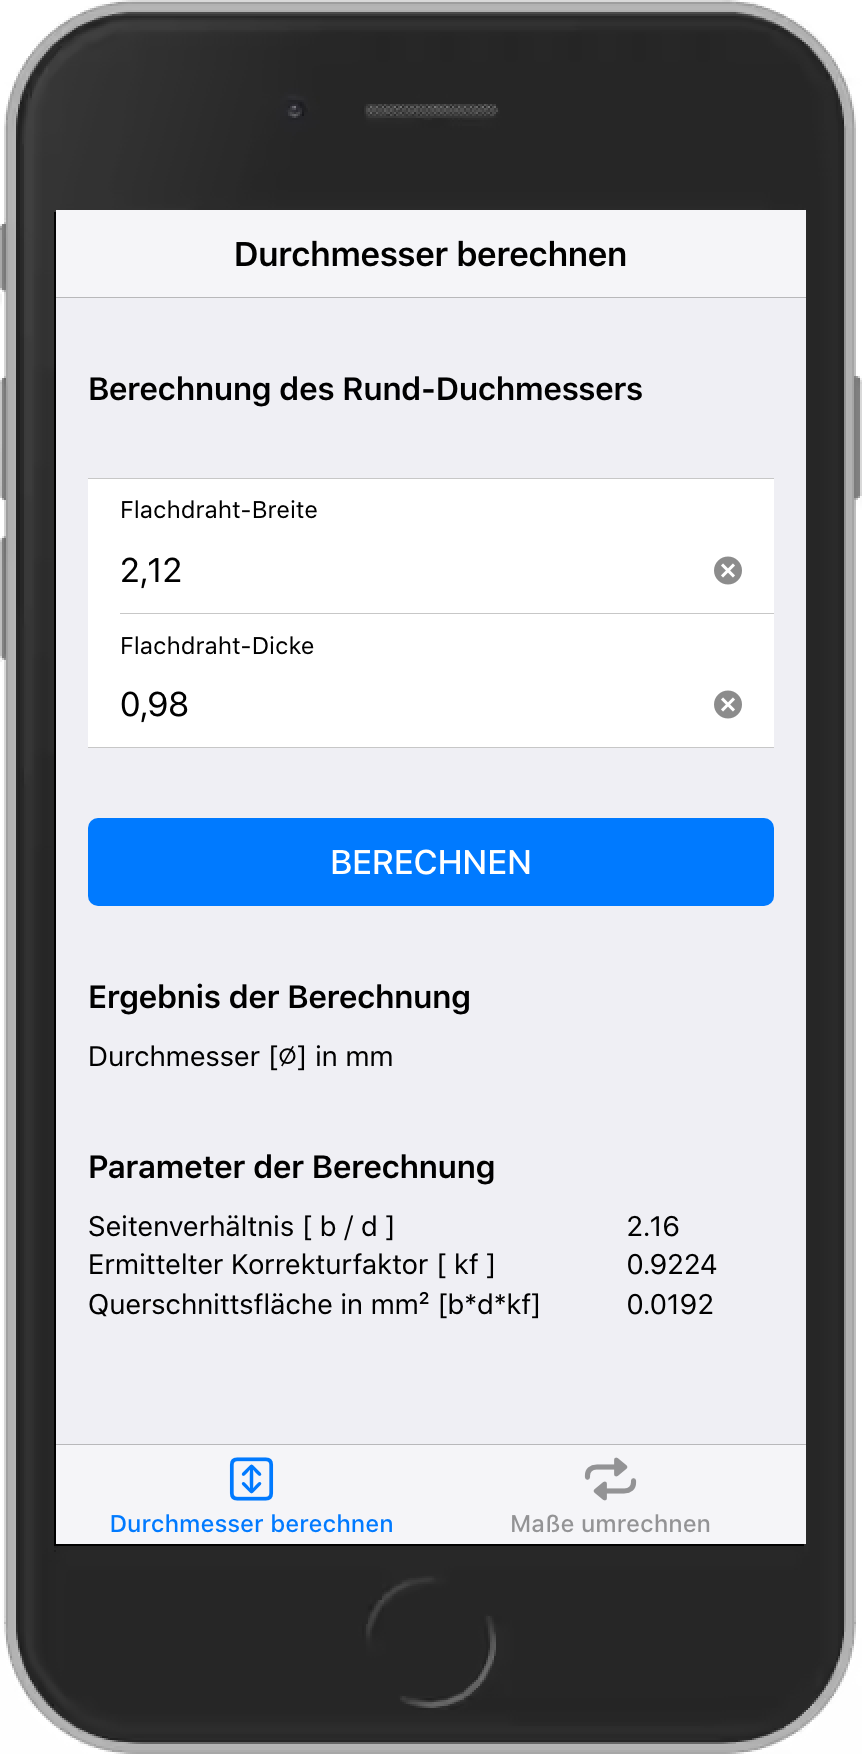 Durchmesser berechnen
Berechnung des Rund-Duchmessers
Flachdraht-Breite
2,12
Flachdraht-Dicke
0,98
BERECHNEN
Ergebnis der Berechnung
Durchmesser [Ø] in mm
Parameter der Berechnung
Seitenverhältnis [ b / d ] 2.16
Ermittelter Korrekturfaktor [ kf ] 0.9224
Querschnittsfläche in mm² [b*d*kf] 0.0192
Durchmesser berechnen Maße umrechnen